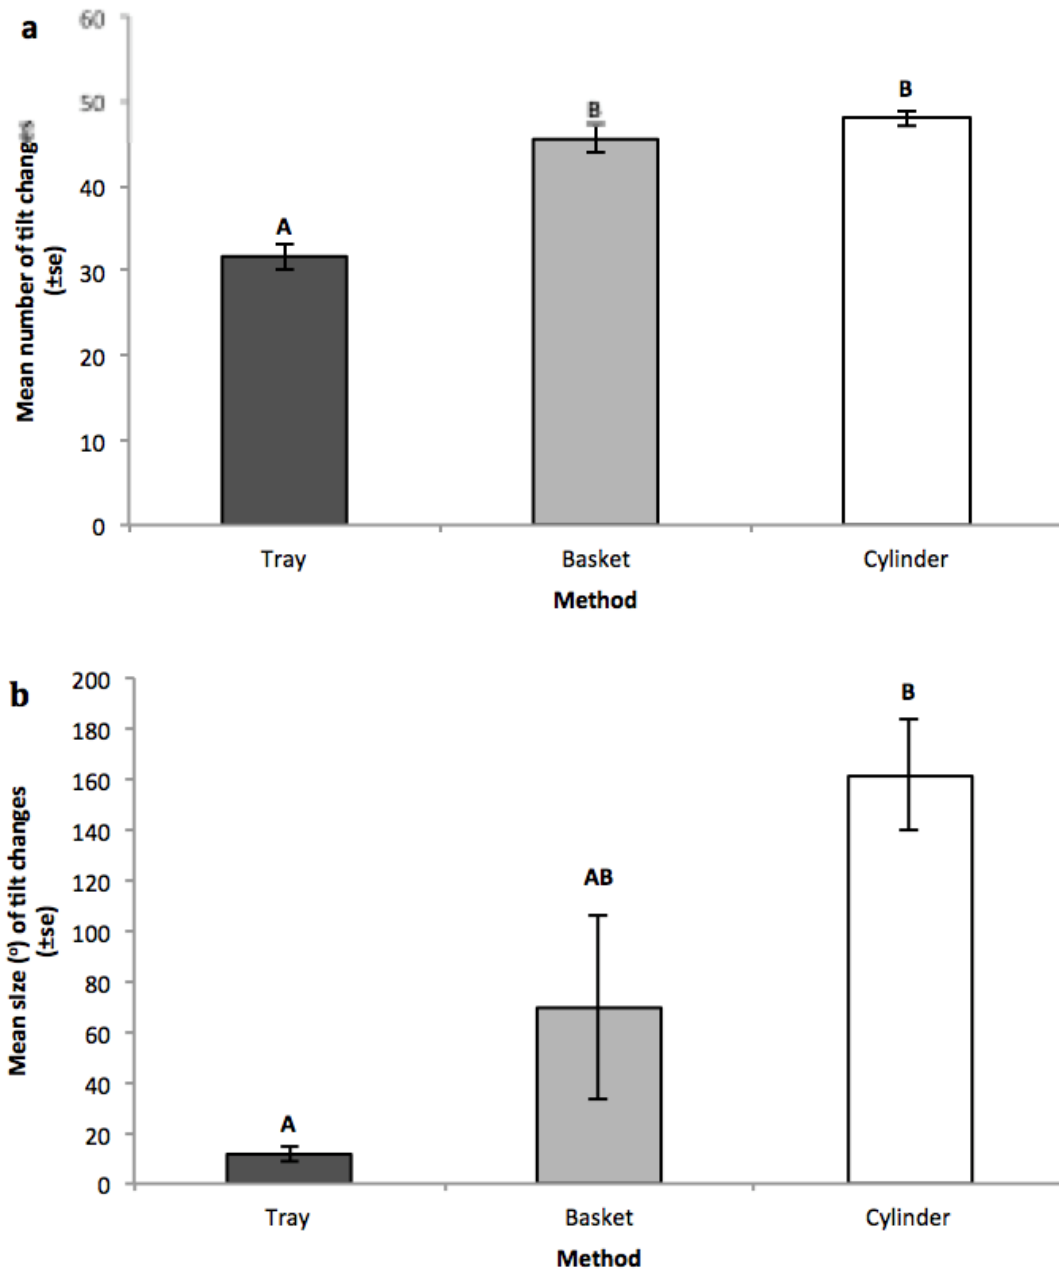 a
60
50
40
30
20
10
0
Mean number of tilt changes
(±se)
A
B
B
Tray
Basket
Cylinder
Method
b
200
180
160
140
120
100
80
60
40
20
0
Mean size (º) of tilt changes
(±se)
A
AB
B
Tray
Basket
Cylinder
Method